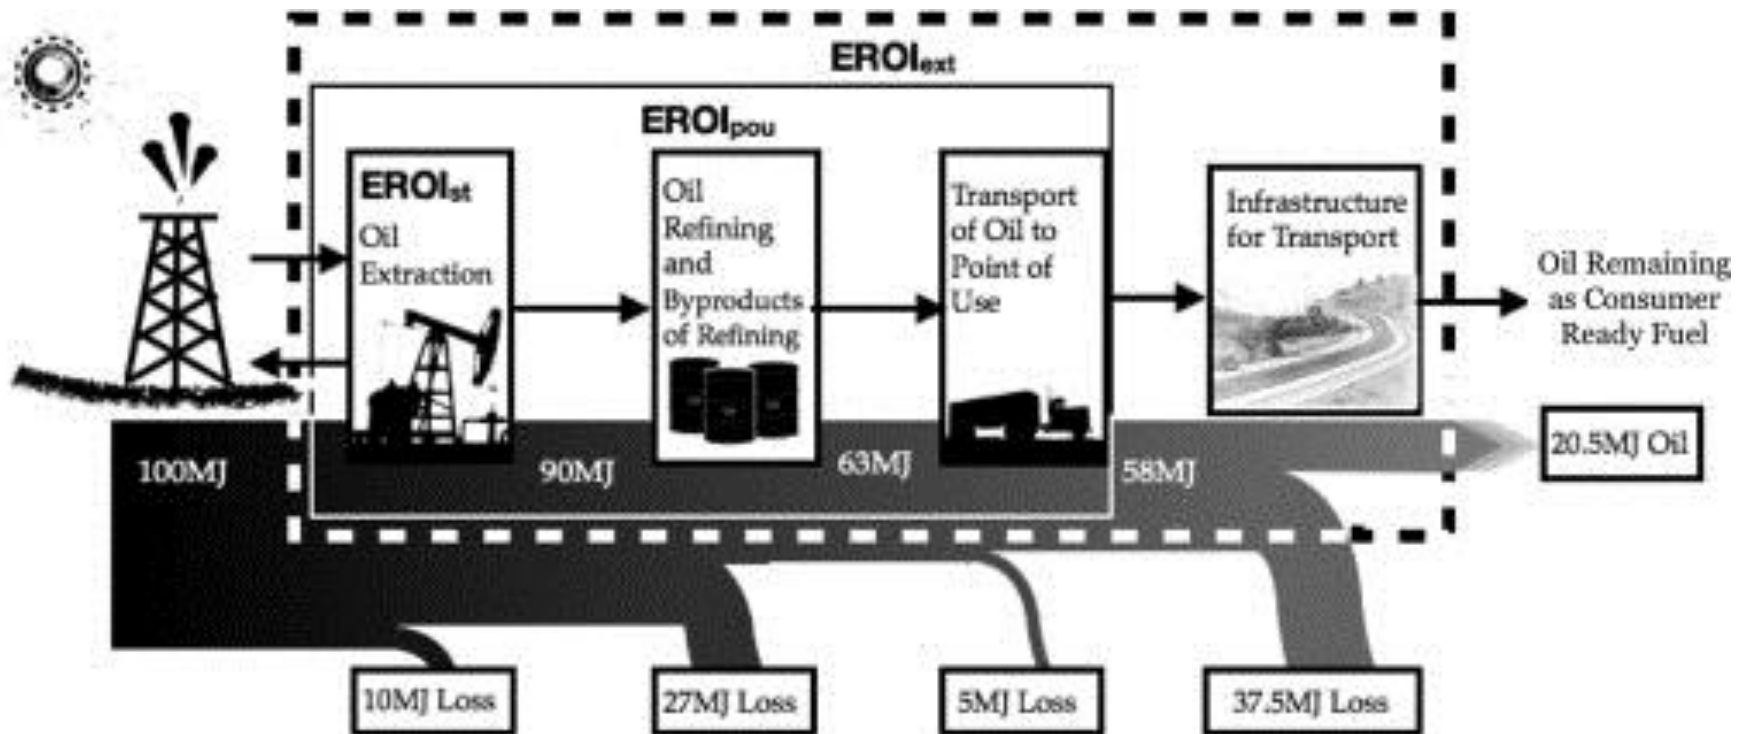 EROIext
EROIpou
EROIst
Oil
Extraction
Oil
Refining
and
Byproducts
of Refining
Transport
of Oil to
Point of
Use
Infrastructure
for Transport
Oil Remaining
as Consumer
Ready Fuel
100MJ
90MJ
63MJ
58MJ
20.5MJ Oil
10MJ Loss
27MJ Loss
5MJ Loss
37.5MJ Loss